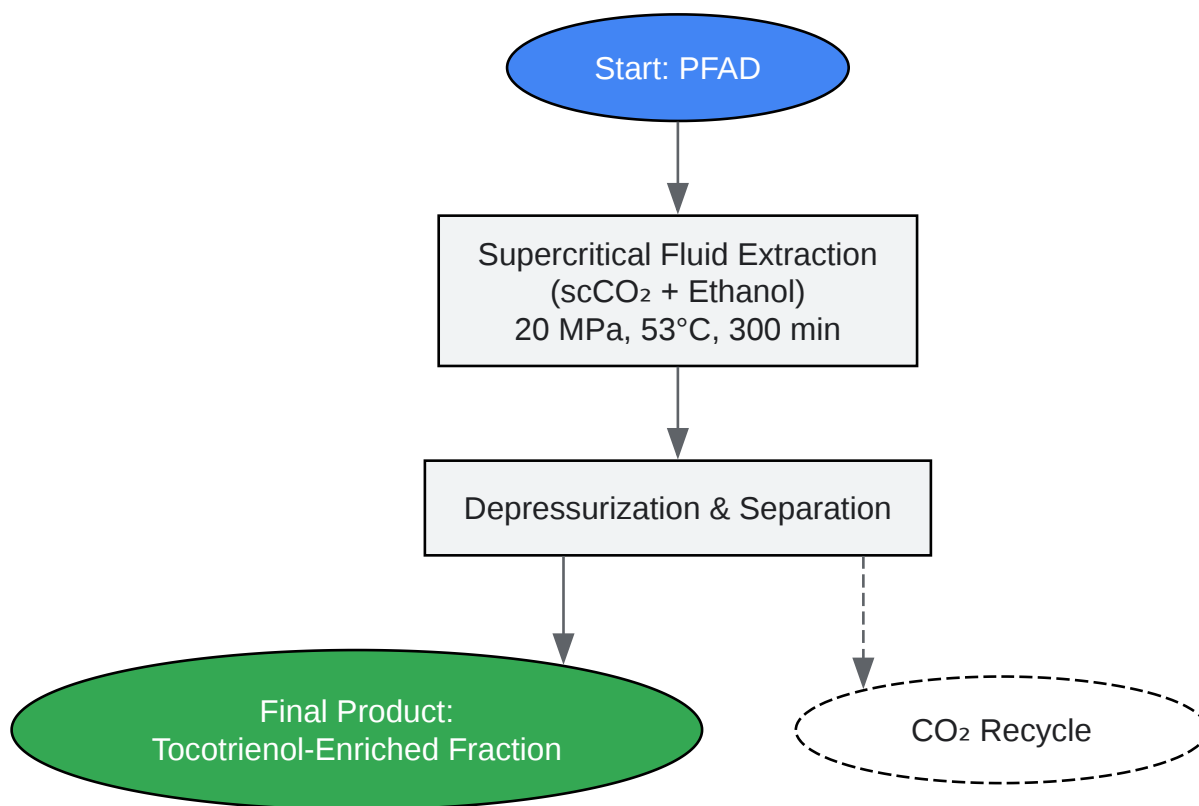 Start: PFAD
Supercritical Fluid Extraction
(scCO₂ + Ethanol)
20 MPa, 53°C, 300 min
Depressurization & Separation
Final Product:
Tocotrienol-Enriched Fraction
CO₂ Recycle